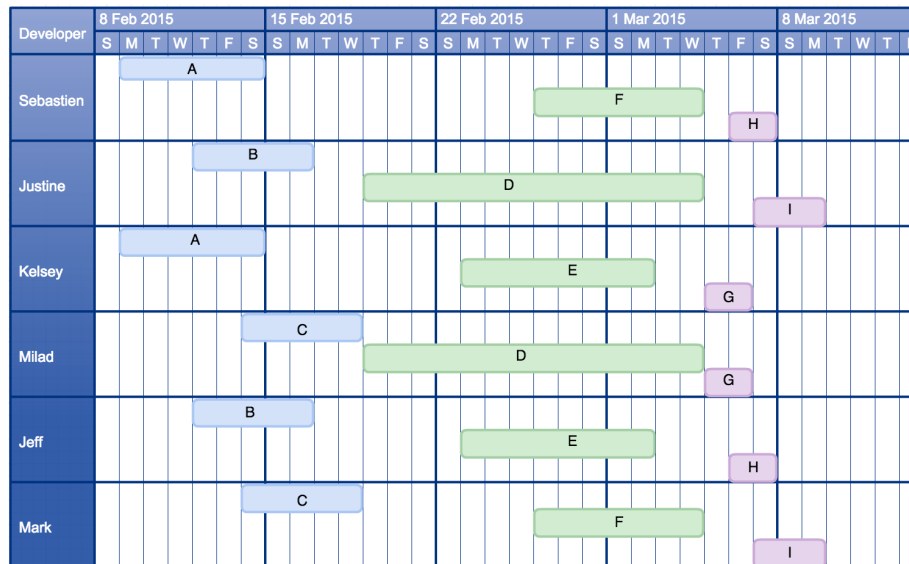 8 Feb 2015 15 Feb 2015 22 Feb 2015 1 Mar 2015 8 Mar 2015
Developer
S M T W T F S S M T W T F S S M T W T F S S M T W T F S S M T W T
A
Sebastien F
H
B
Justine D
I
A
Kelsey E
G
C
Milad D
G
B
Jeff E
H
C
Mark F
I